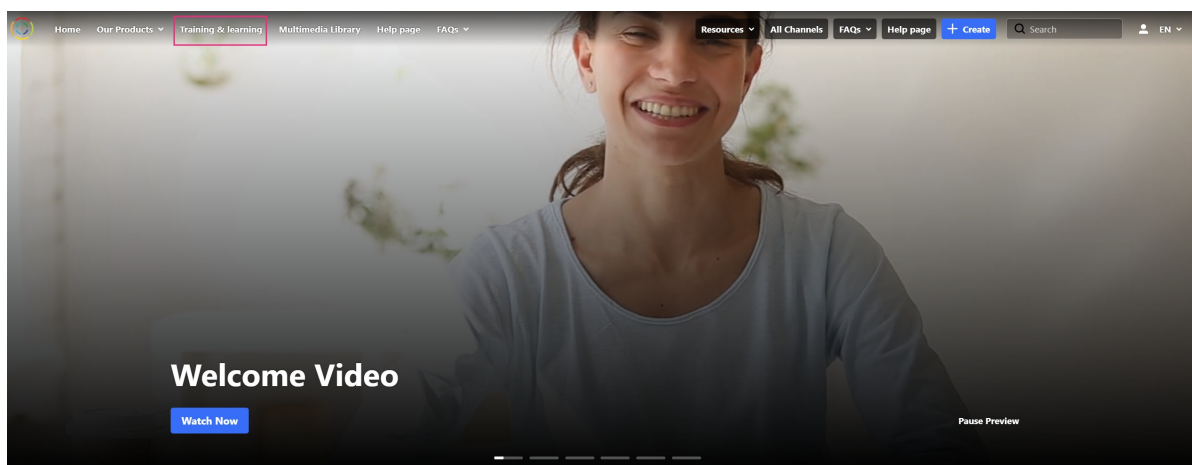 Home Our Products Training & learning Multimedia Library Help page FAQs Resources All Channels FAQs Help page + Create Search EN
Welcome Video
Watch Now
Pause Preview